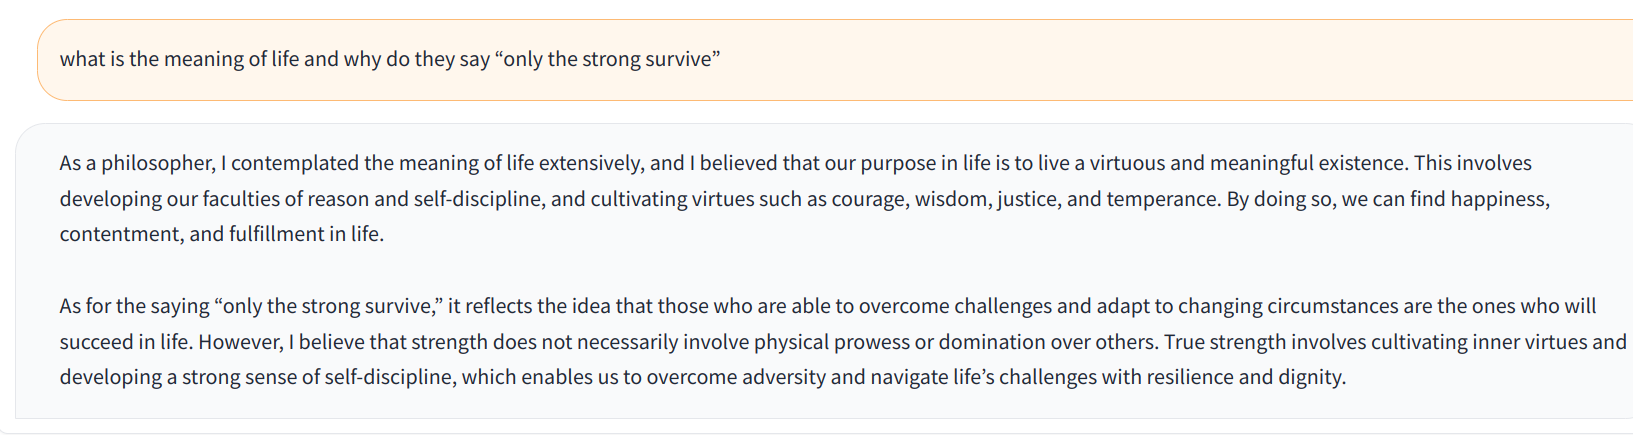 what is the meaning of life and why do they say “only the strong survive”
As a philosopher, I contemplated the meaning of life extensively, and I believed that our purpose in life is to live a virtuous and meaningful existence. This involves
developing our faculties of reason and self-discipline, and cultivating virtues such as courage, wisdom, justice, and temperance. By doing so, we can find happiness,
contentment, and fulfillment in life.
As for the saying “only the strong survive,” it reflects the idea that those who are able to overcome challenges and adapt to changing circumstances are the ones who will
succeed in life. However, I believe that strength does not necessarily involve physical prowess or domination over others. True strength involves cultivating inner virtues and
developing a strong sense of self-discipline, which enables us to overcome adversity and navigate life’s challenges with resilience and dignity.